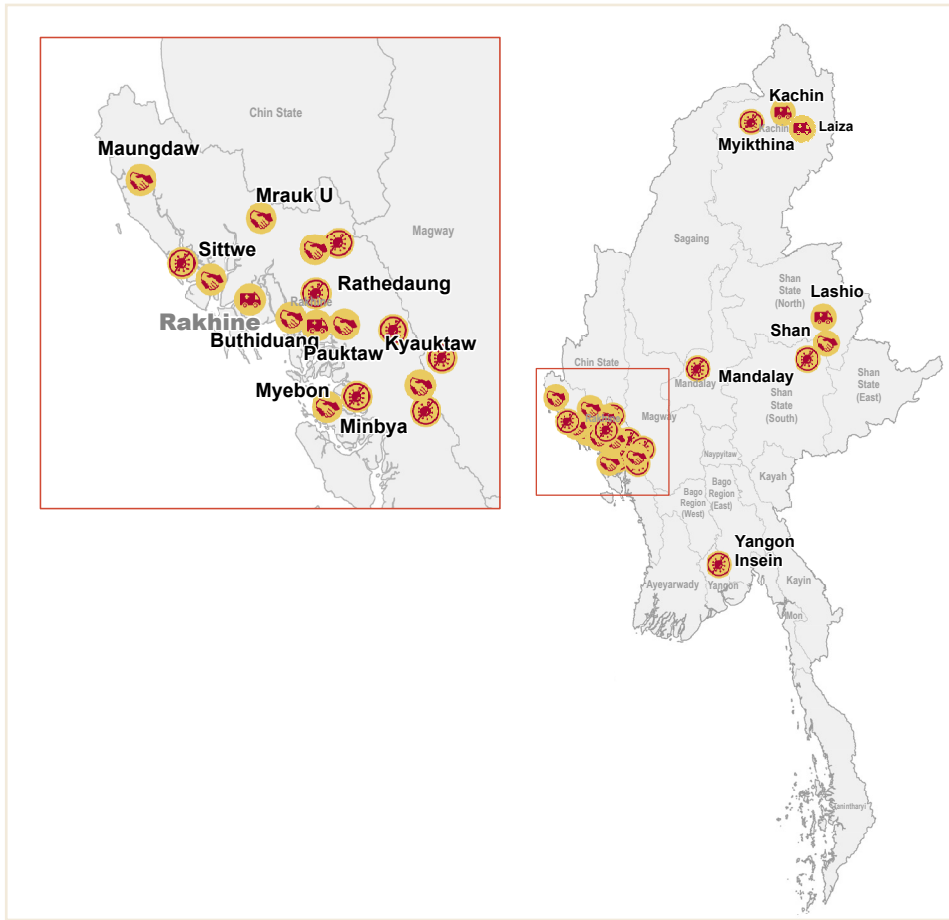 Chin State
Maungdaw
Mrauk U
Magway
Sittwe
Rathedaung
Rakhine
Buthiduang
Pauktaw
Kyauktaw
Myebon
Minbya
Kachin
Kachin
Laiza
Myikthina
Sagaing
Shan
State
(North)
Lashio
Shan
Chin State
Mandalay
Mandalay
Shan
State
(East)
Shan
State
(South)
Magway
Naypyitaw
Kayah
Bago
Region
(West)
Bago
Region
(East)
Yangon
Insein
Ayeyarwady
Yangon
Kayin
Mon